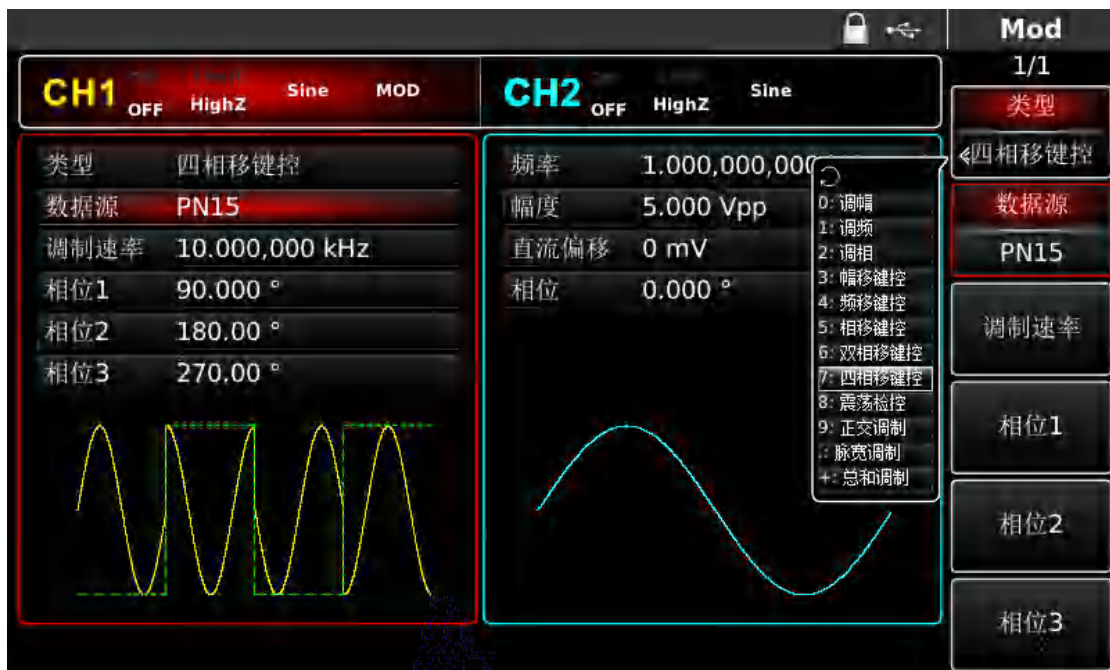 Mod
1/1
CH1 OFF HighZ Sine MOD
CH2 OFF HighZ Sine
类型 四相移键控
数据源 PN15
调制速率 10.000,000 kHz
相位1 90.000 °
相位2 180.00 °
相位3 270.00 °
频率 1.000,000,000
幅度 5.000 Vpp
直流偏移 0 mV
相位 0.000 °
0: 调幅
1: 调频
2: 调相
3: 幅移键控
4: 频移键控
5: 相移键控
6: 双相移键控
7: 四相移键控
8: 震荡检控
9: 正交调制
.: 脉宽调制
+: 总和调制
类型
四相移键控
数据源
PN15
调制速率
相位1
相位2
相位3